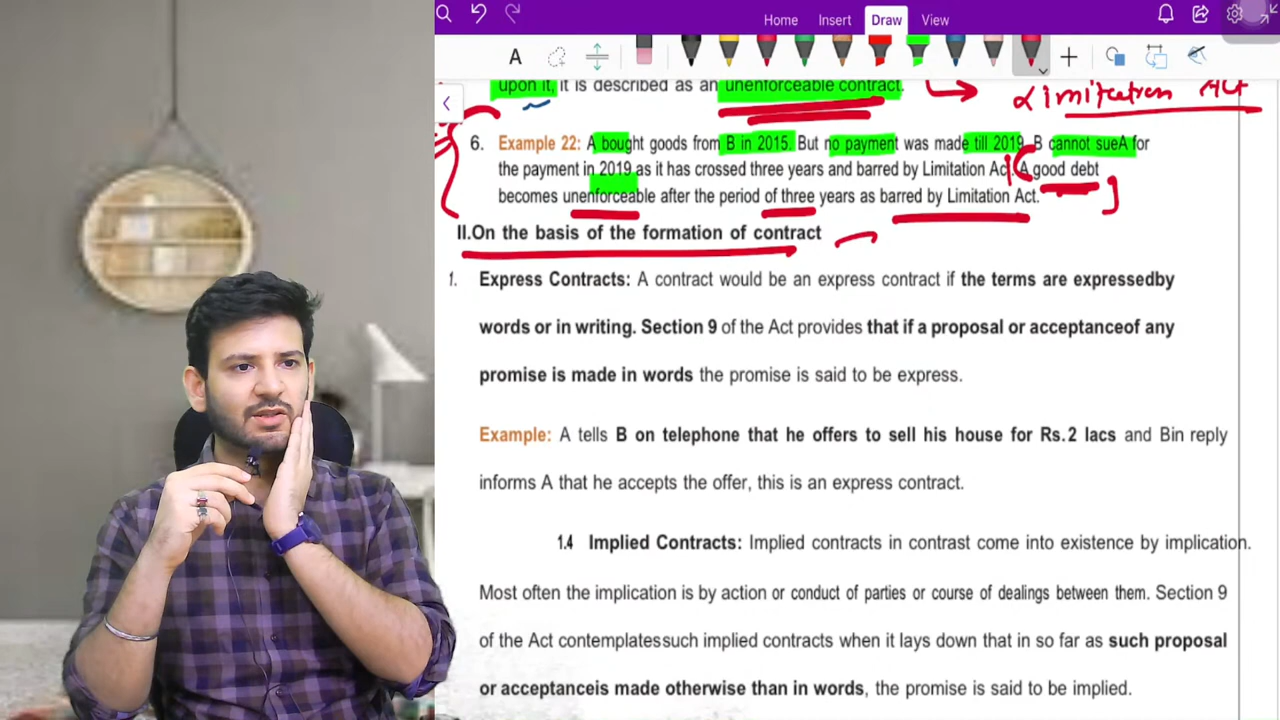 Home Insert Draw View
A
upon it, it is described as an unenforceable contract.
Limitation Act
6. Example 22: A bought goods from B in 2015. But no payment was made till 2019. B cannot sueA for
the payment in 2019 as it has crossed three years and barred by Limitation Act. A good debt
becomes unenforceable after the period of three years as barred by Limitation Act.
II.On the basis of the formation of contract
1. Express Contracts: A contract would be an express contract if the terms are expressedby
words or in writing. Section 9 of the Act provides that if a proposal or acceptanceof any
promise is made in words the promise is said to be express.
Example: A tells B on telephone that he offers to sell his house for Rs.2 lacs and Bin reply
informs A that he accepts the offer, this is an express contract.
1.4 Implied Contracts: Implied contracts in contrast come into existence by implication.
Most often the implication is by action or conduct of parties or course of dealings between them. Section 9
of the Act contemplatessuch implied contracts when it lays down that in so far as such proposal
or acceptanceis made otherwise than in words, the promise is said to be implied.